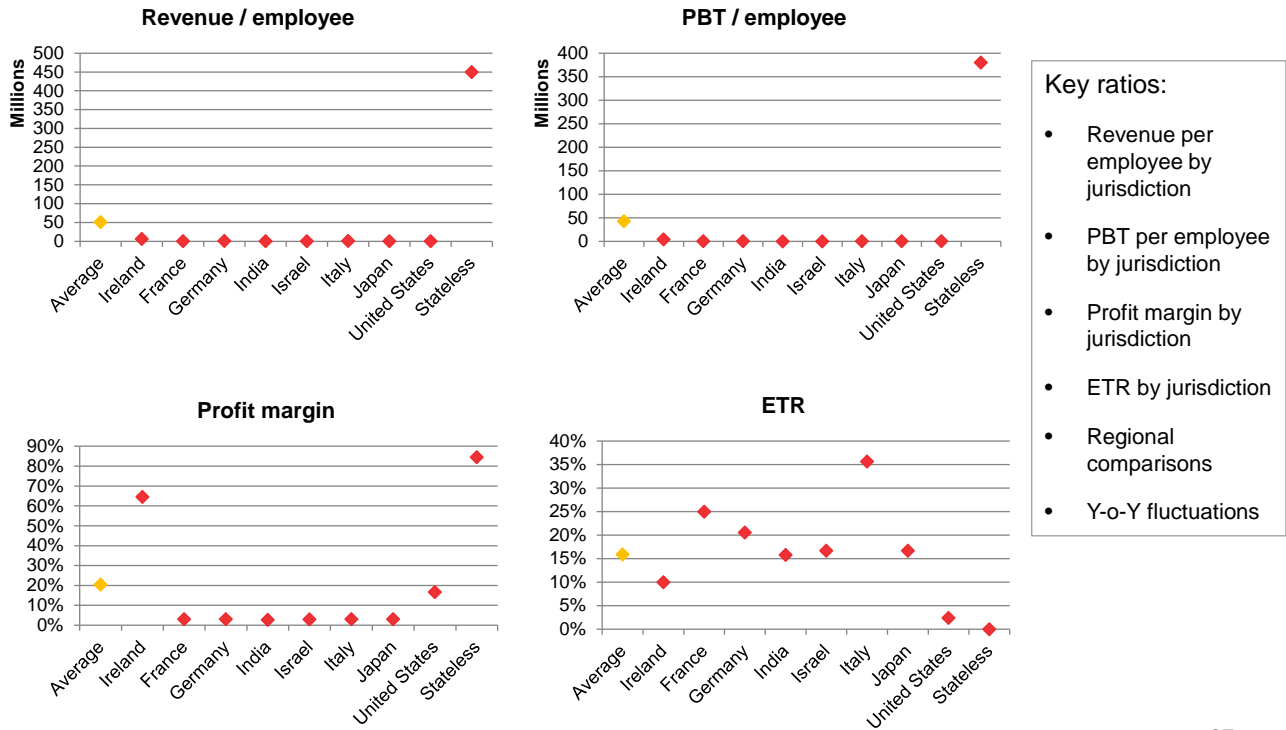 Revenue / employee
Millions
500
450
400
350
300
250
200
150
100
50
0
Average
Ireland
France
Germany
India
Israel
Italy
Japan
United States
Stateless
PBT / employee
Millions
400
350
300
250
200
150
100
50
0
Average
Ireland
France
Germany
India
Israel
Italy
Japan
United States
Stateless
Profit margin
90%
80%
70%
60%
50%
40%
30%
20%
10%
0%
Average
Ireland
France
Germany
India
Israel
Italy
Japan
United States
Stateless
ETR
40%
35%
30%
25%
20%
15%
10%
5%
0%
Average
Ireland
France
Germany
India
Israel
Italy
Japan
United States
Stateless
Key ratios:
• Revenue per
employee by
jurisdiction
• PBT per employee
by jurisdiction
• Profit margin by
jurisdiction
• ETR by jurisdiction
• Regional
comparisons
• Y-o-Y fluctuations